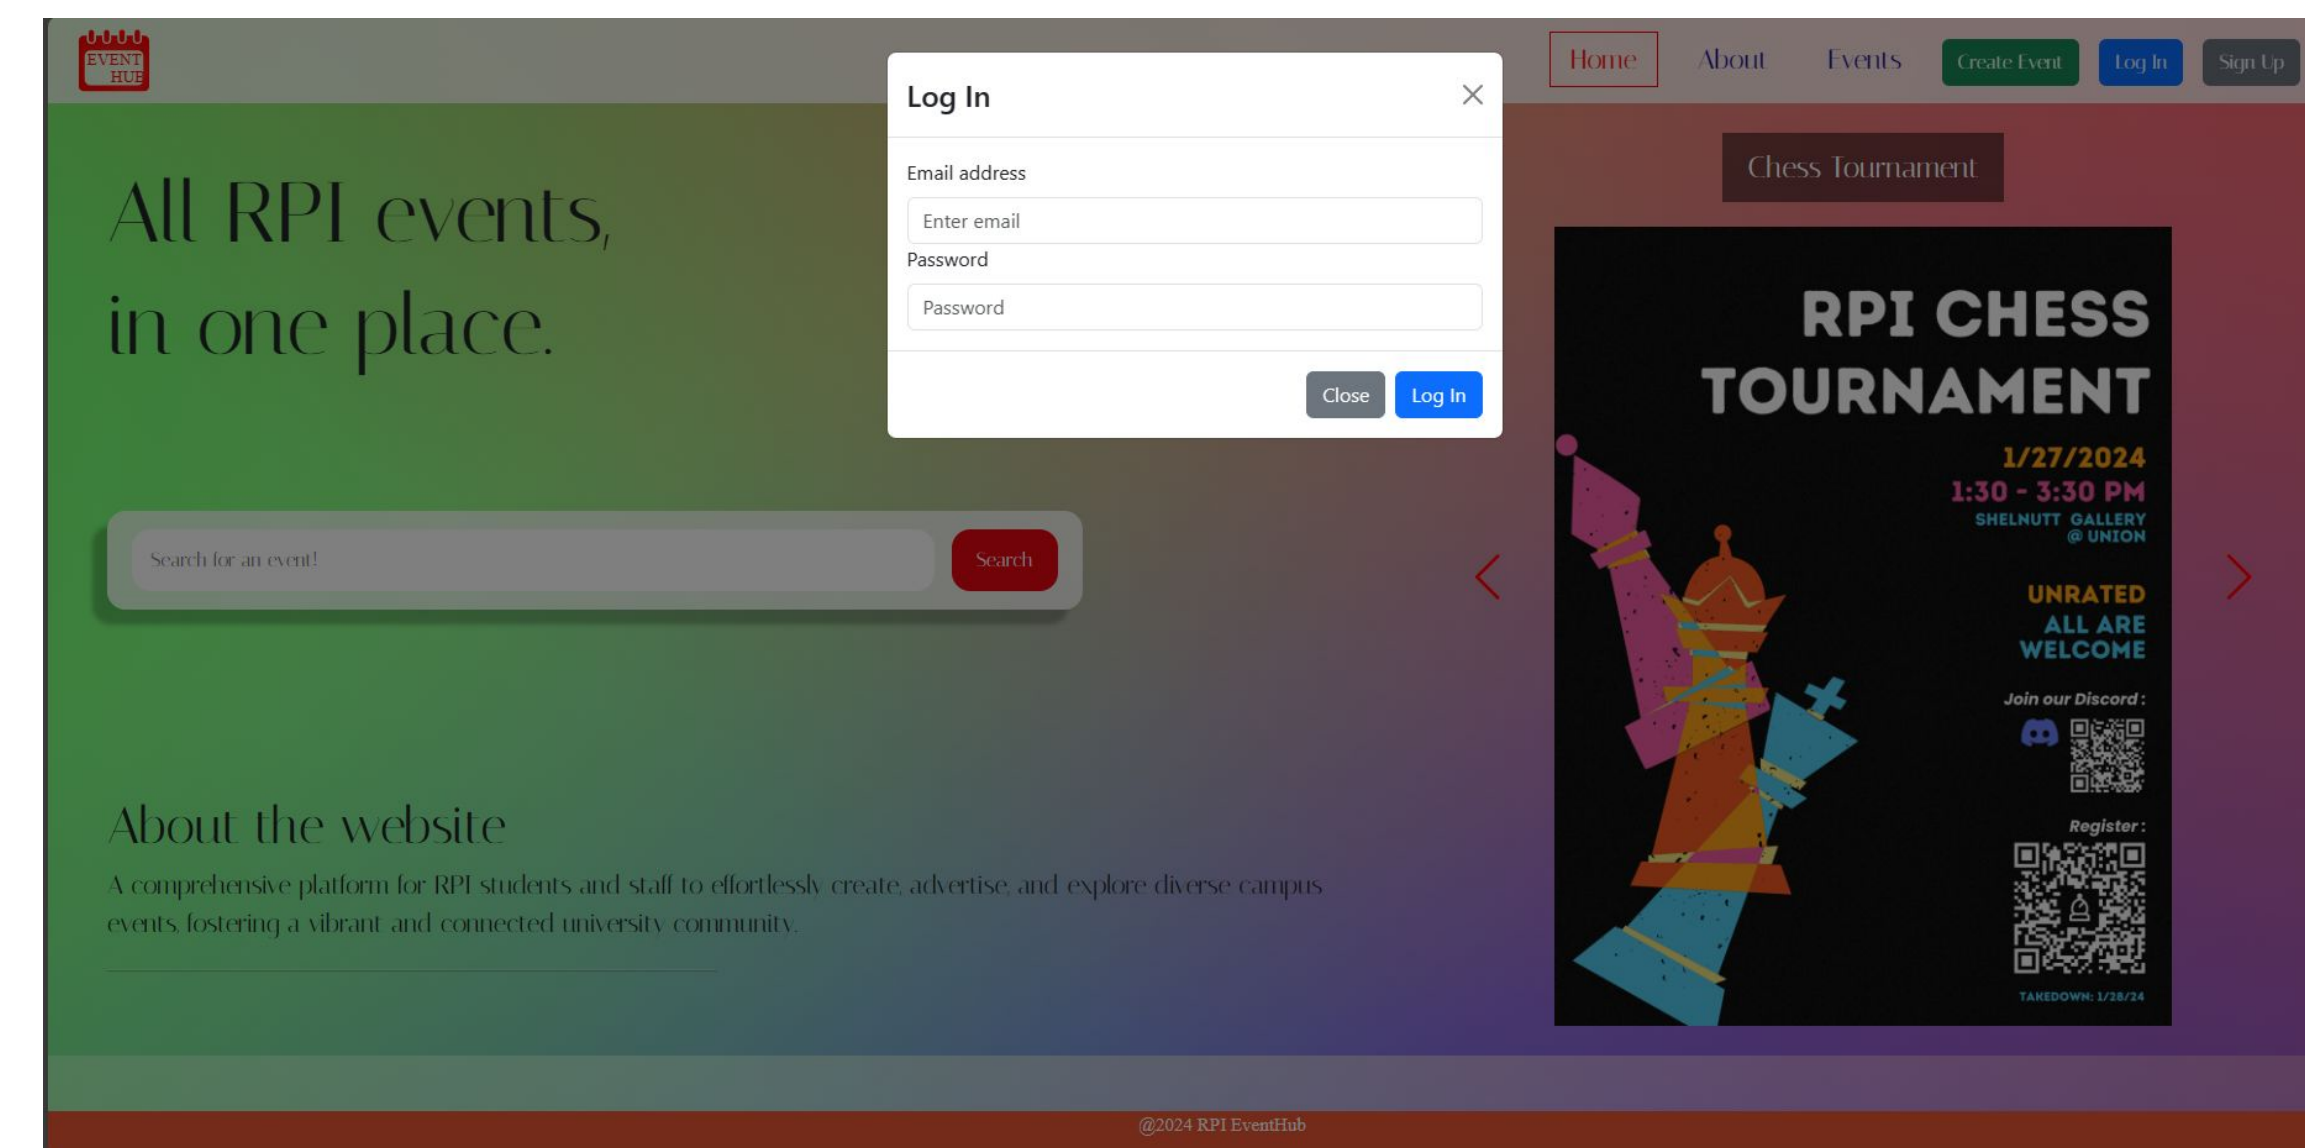 EVENT
HUB
Home
About
Events
Create Event
Log In
Sign Up
Log In
Email address
Enter email
Password
Password
Close
Log In
All RPI events,
in one place.
Search for an event!
Search
About the website
A comprehensive platform for RPI students and staff to effortlessly create, advertise, and explore diverse campus
events, fostering a vibrant and connected university community.
Chess Tournament
RPI CHESS
TOURNAMENT
1/27/2024
1:30 - 3:30 PM
SHELNUTT GALLERY
@ UNION
UNRATED
ALL ARE
WELCOME
Join our Discord :
Register :
TAKEDOWN: 1/28/24
@2024 RPI EventHub